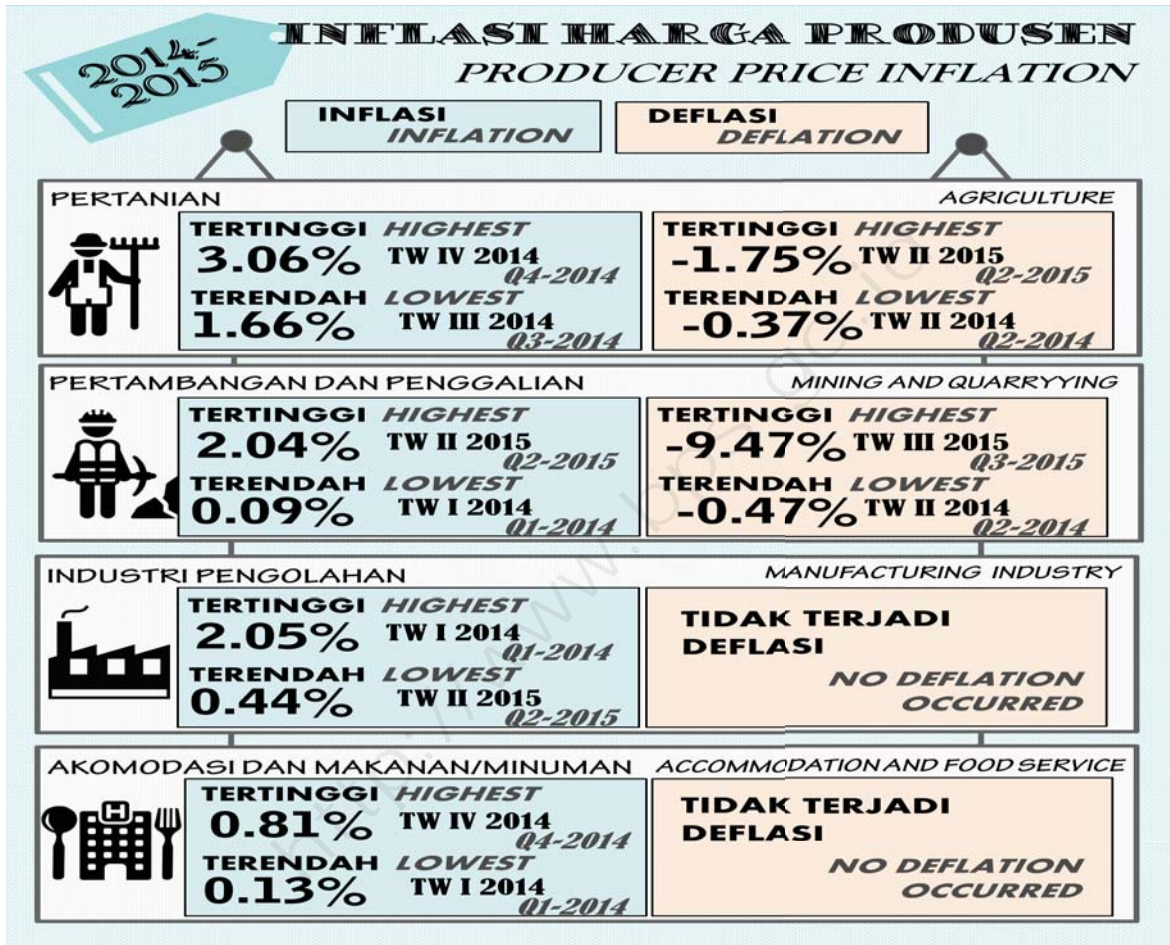 2014-
2015
INFLASI HARGA PRODUSEN
PRODUCER PRICE INFLATION
INFLASI
INFLATION
DEFLASI
DEFLATION
PERTANIAN
AGRICULTURE
TERTINGGI HIGHEST
3.06% TW IV 2014
Q4-2014
TERENDAH LOWEST
1.66% TW III 2014
Q3-2014
TERTINGGI HIGHEST
-1.75% TW II 2015
Q2-2015
TERENDAH LOWEST
-0.37% TW II 2014
Q2-2014
PERTAMBANGAN DAN PENGGALIAN
MINING AND QUARRYYING
TERTINGGI HIGHEST
2.04% TW II 2015
Q2-2015
TERENDAH LOWEST
0.09% TW I 2014
Q1-2014
TERTINGGI HIGHEST
-9.47% TW III 2015
Q3-2015
TERENDAH LOWEST
-0.47% TW II 2014
Q2-2014
INDUSTRI PENGOLAHAN
MANUFACTURING INDUSTRY
TERTINGGI HIGHEST
2.05% TW I 2014
Q1-2014
TERENDAH LOWEST
0.44% TW II 2015
Q2-2015
TIDAK TERJADI
DEFLASI
NO DEFLATION
OCCURRED
AKOMODASI DAN MAKANAN/MINUMAN
ACCOMMODATION AND FOOD SERVICE
H
TERTINGGI HIGHEST
0.81% TW IV 2014
Q4-2014
TERENDAH LOWEST
0.13% TW I 2014
Q1-2014
TIDAK TERJADI
DEFLASI
NO DEFLATION
OCCURRED
http://www.bps.go.id